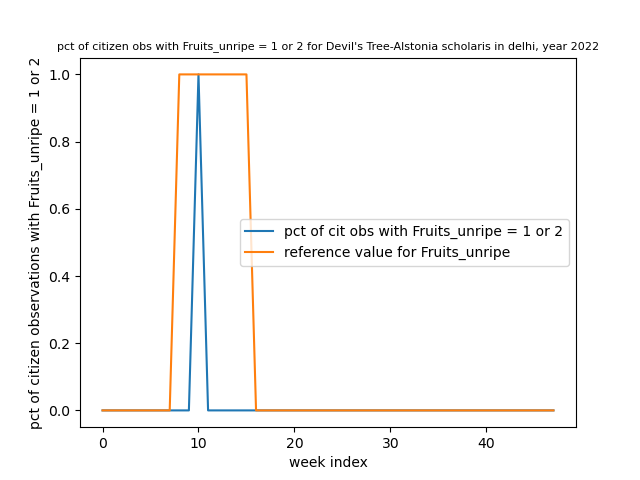 pct of citizen obs with Fruits_unripe = 1 or 2 for Devil's Tree-Alstonia scholaris in delhi, year 2022
pct of citizen observations with Fruits_unripe = 1 or 2
1.0
0.8
0.6
0.4
0.2
0.0
pct of cit obs with Fruits_unripe = 1 or 2
reference value for Fruits_unripe
0 10 20 30 40
week index